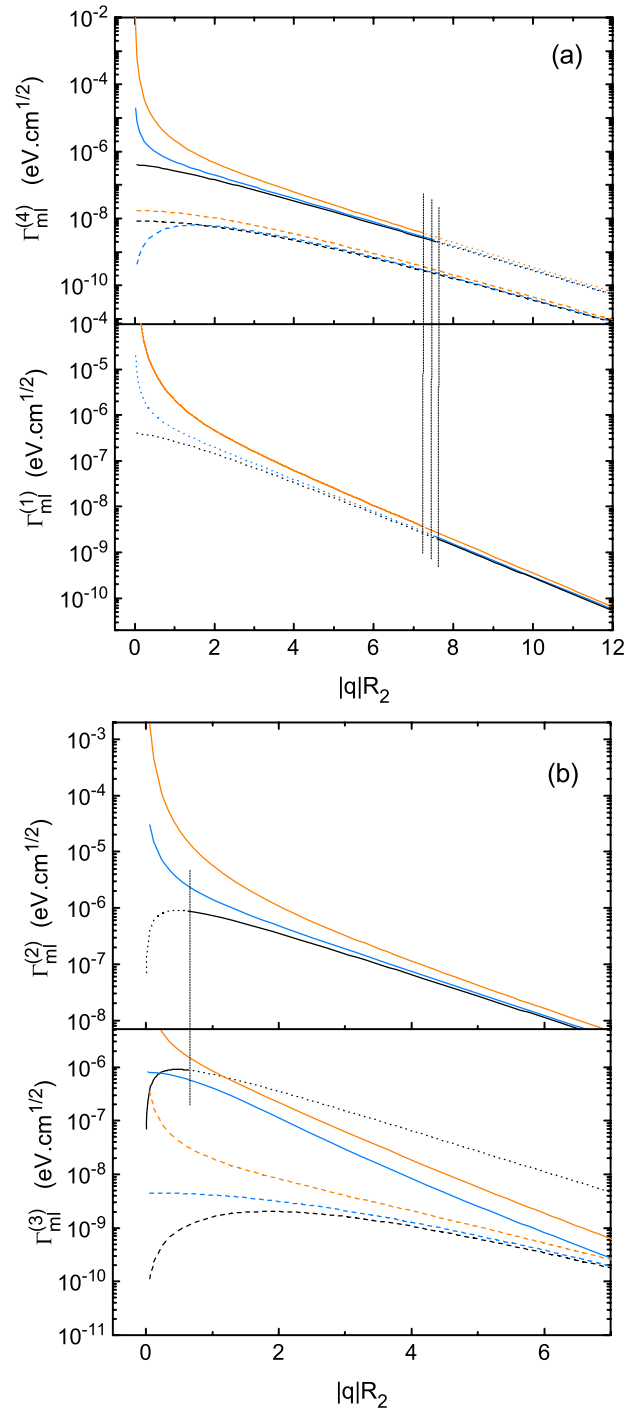 (a)
Γ_ml^(4) (eV.cm^1/2)
10^-2
10^-4
10^-6
10^-8
10^-10
10^-4
Γ_ml^(1) (eV.cm^1/2)
10^-5
10^-6
10^-7
10^-8
10^-9
10^-10
0 2 4 6 8 10 12
|q|R_2
(b)
Γ_ml^(2) (eV.cm^1/2)
10^-3
10^-4
10^-5
10^-6
10^-7
10^-8
Γ_ml^(3) (eV.cm^1/2)
10^-6
10^-7
10^-8
10^-9
10^-10
10^-11
0 2 4 6
|q|R_2